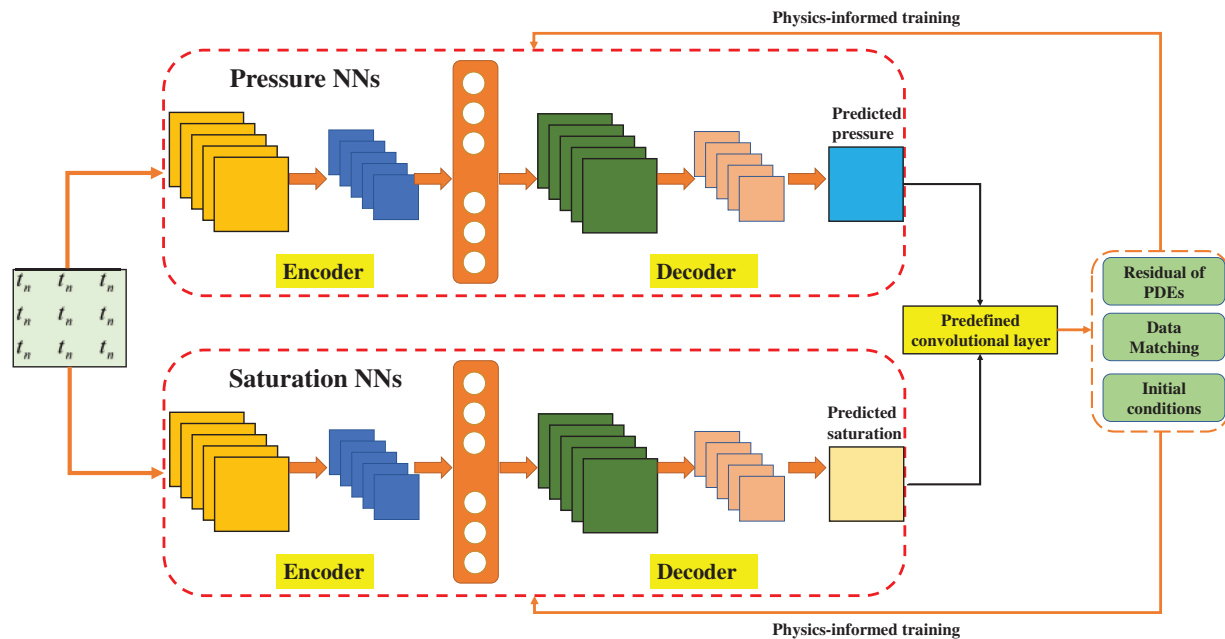 Physics-informed training
Pressure NNs
Predicted
pressure
Encoder
Decoder
t_n t_n t_n
t_n t_n t_n
t_n t_n t_n
Residual of
PDEs
Predefined
convolutional layer
Data
Matching
Initial
conditions
Saturation NNs
Predicted
saturation
Encoder
Decoder
Physics-informed training